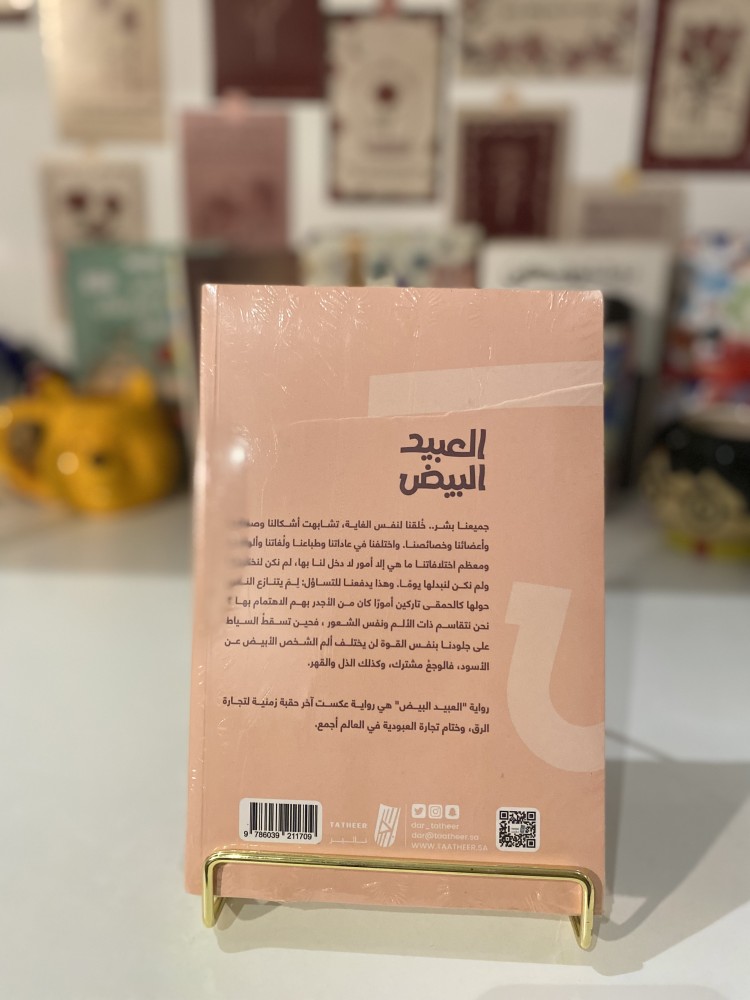 العبيد
البيض
جميعنا بشر.. خُلقنا لنفس الغاية، تشابهت أشكالنا
وأعضائنا وخصائصنا. واختلفنا في عاداتنا وطباعنا ولُغاتنا
ومعظم اختلافاتنا ما هي إلا أمور لا دخل لنا بها، لم نكن
ولم نكن لنبدلها يومًا. وهذا يدفعنا للتساؤل: لِمَ يتنازع
حولها كالحمقى تاركين أمورًا كان من الأجدر بهم الاهتمام بها ؟
نحن نتقاسم ذات الألم ونفس الشعور ، فحين تسقطُ السياط
على جلودنا بنفس القوة لن يختلف ألم الشخص الأبيض عن
الأسود، فالوجعُ مشترك، وكذلك الذل والقهر.
رواية "العبيد البيض" هي رواية عكست آخر حقبة زمنية لتجارة
الرق، وختام تجارة العبودية في العالم أجمع.
9 786039 211709
TATHEER
dar_tatheer
dar@taatheer.sa
WWW.TAATHEER.SA